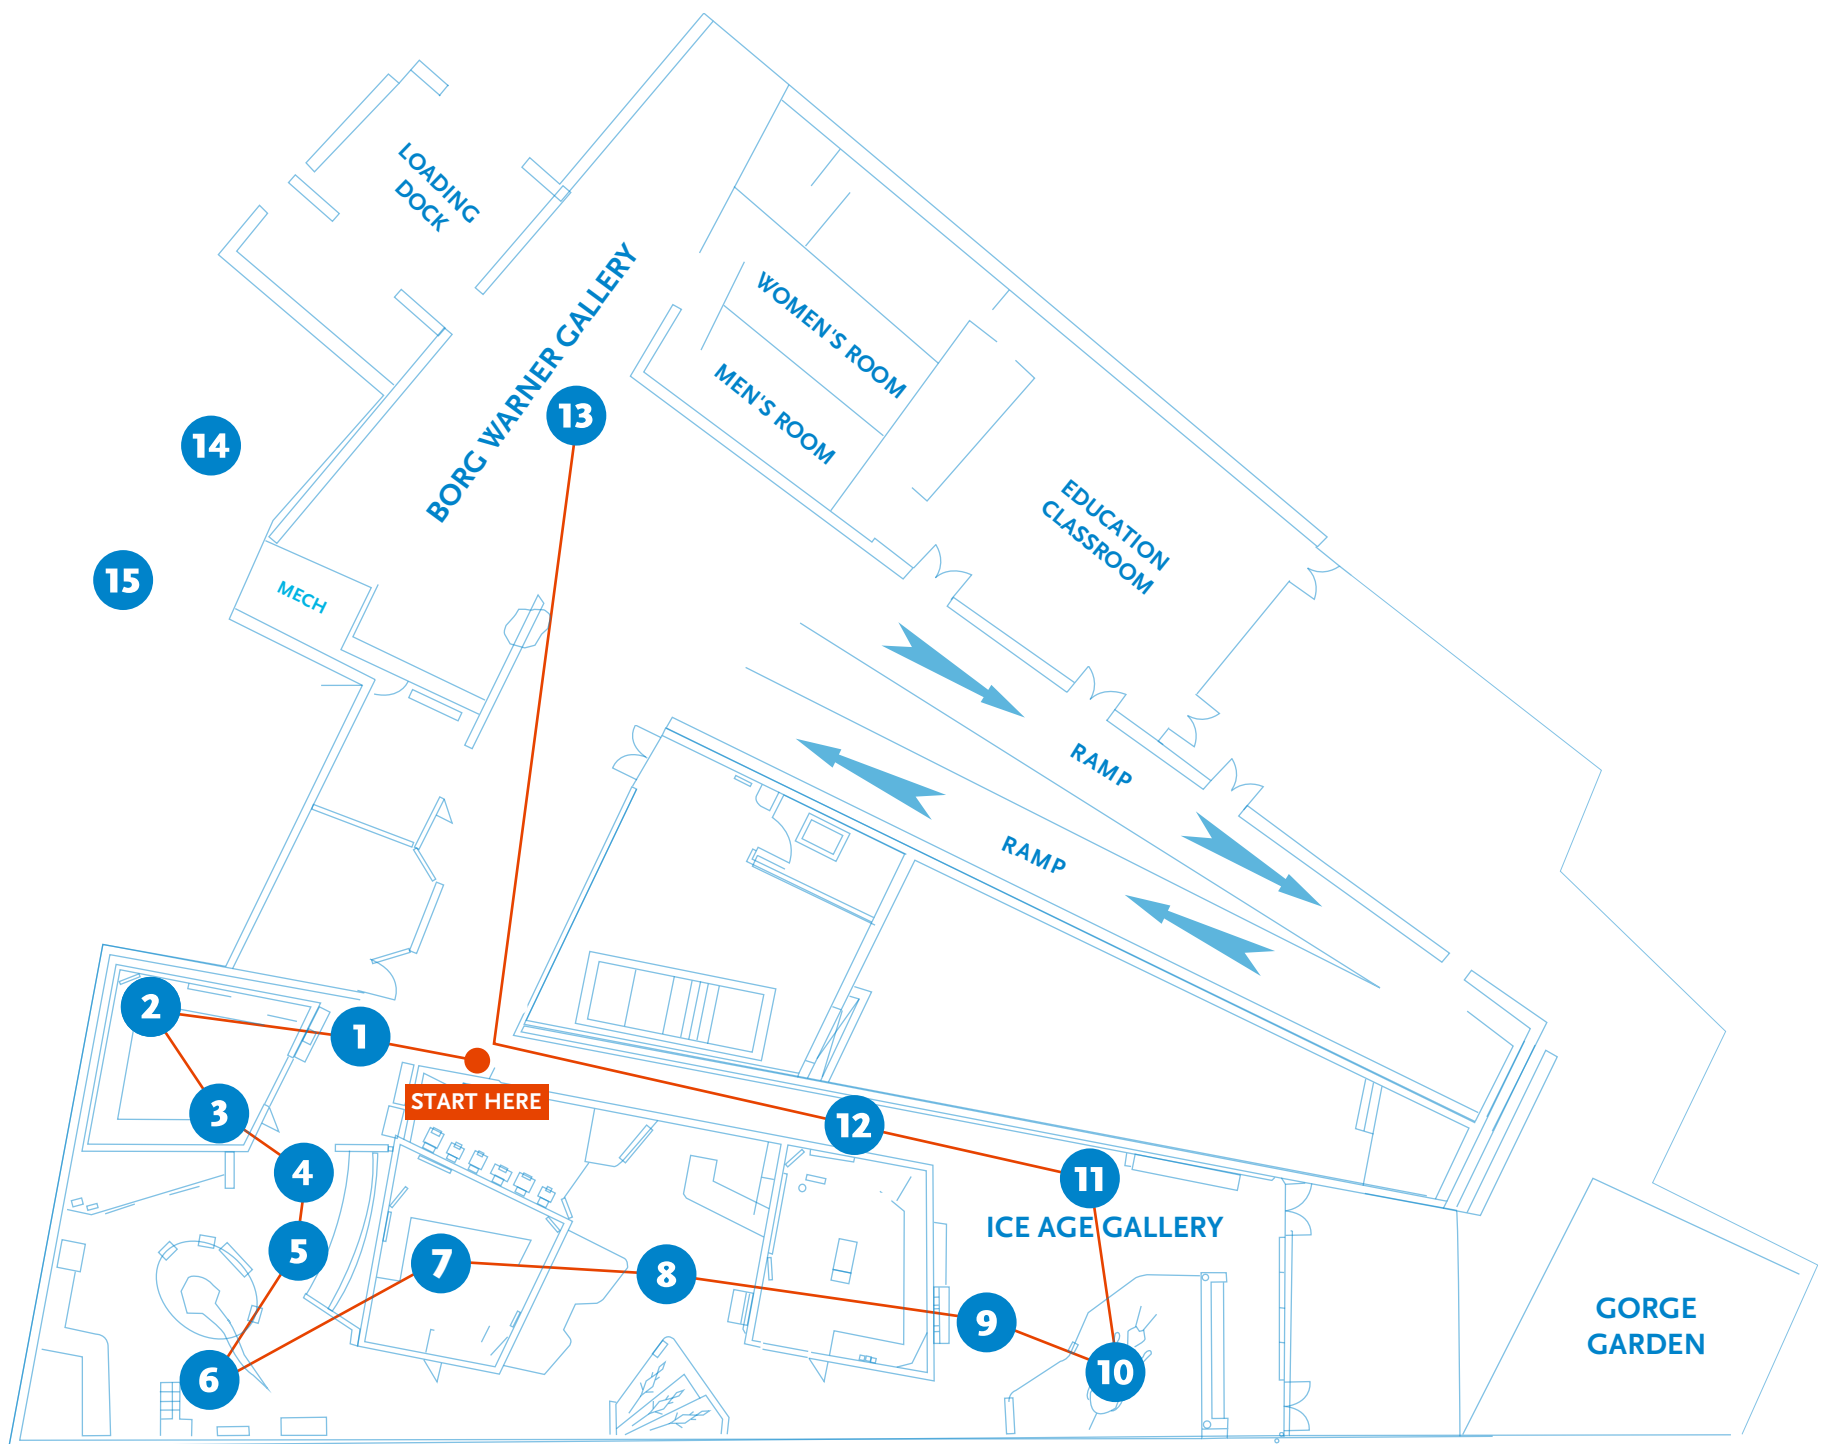 LOADING
DOCK
BORG WARNER GALLERY
WOMEN'S ROOM
MEN'S ROOM
13
14
EDUCATION
CLASSROOM
15
MECH
RAMP
RAMP
2
1
START HERE
3
12
4
11
ICE AGE GALLERY
5
7
8
GORGE
GARDEN
9
6
10